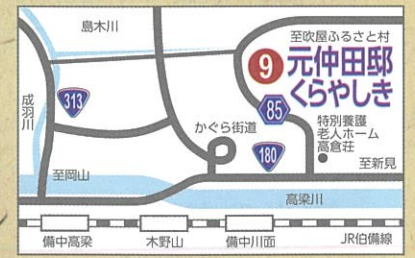 島木川
至吹屋ふるさと村
9 元仲田邸
くらやしき
成羽川
313
85
かぐら街道
180
特別養護
老人ホーム
高倉荘
至新見
至岡山
高梁川
備中高梁
木野山
備中川面
JR伯備線